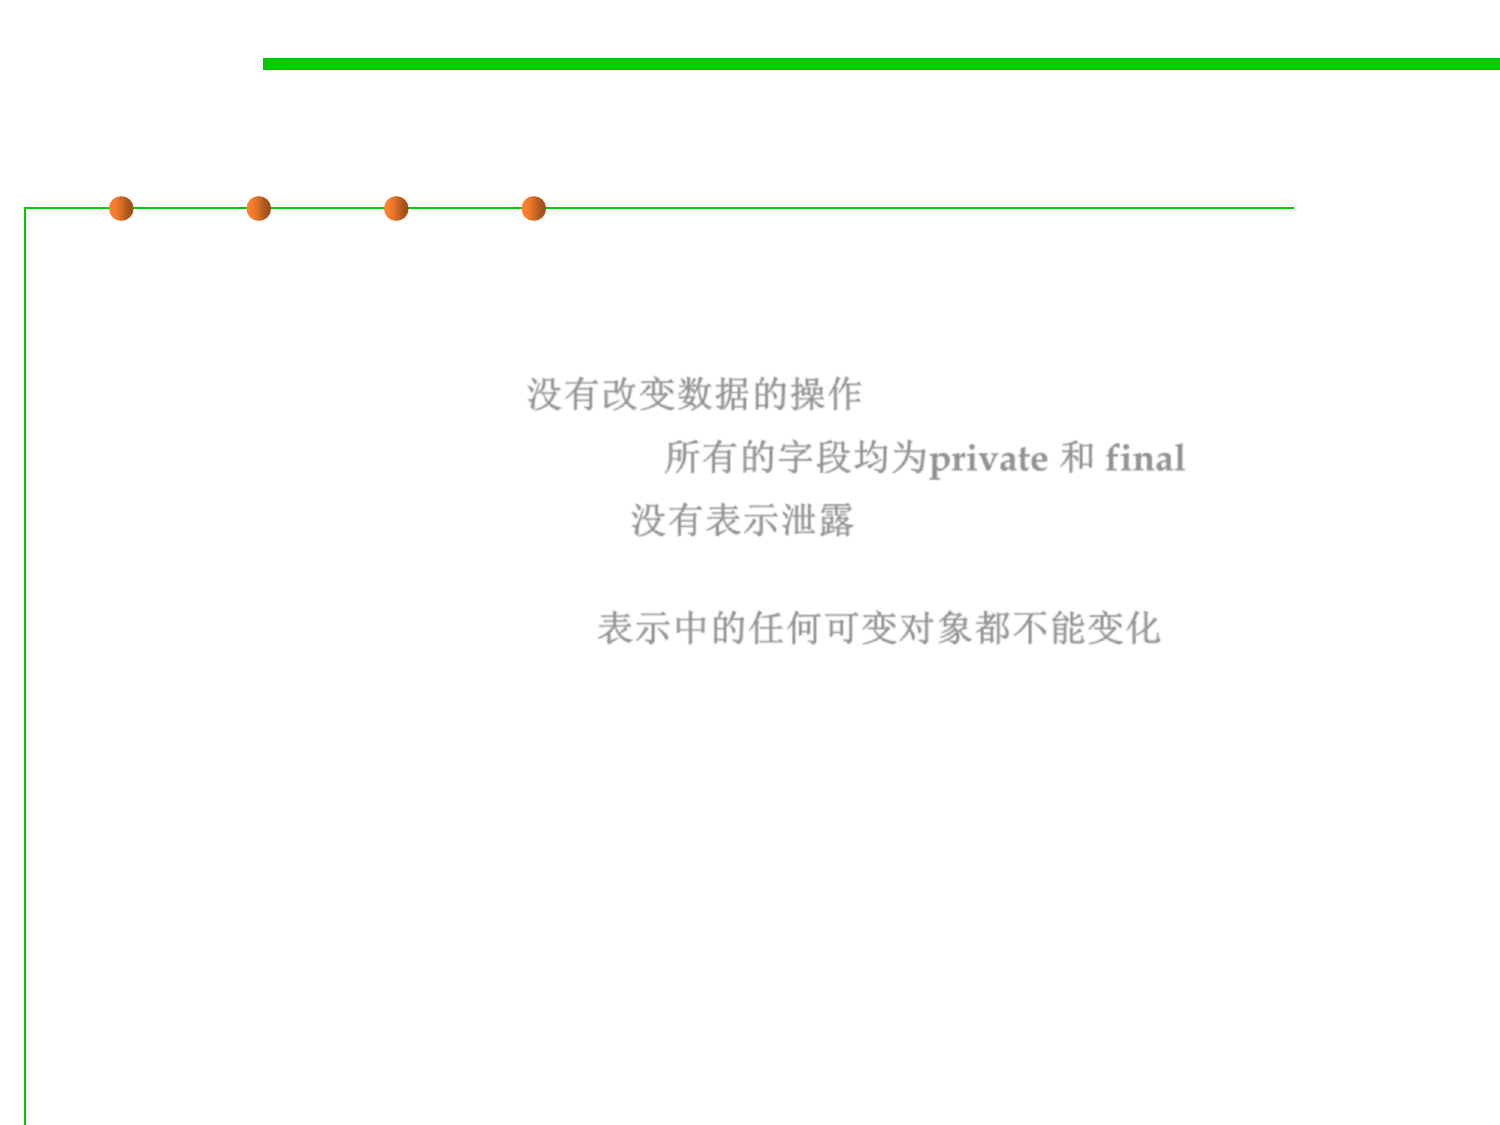 没有改变数据的操作
所有的字段均为private 和 final
没有表示泄露
表示中的任何可变对象都不能变化